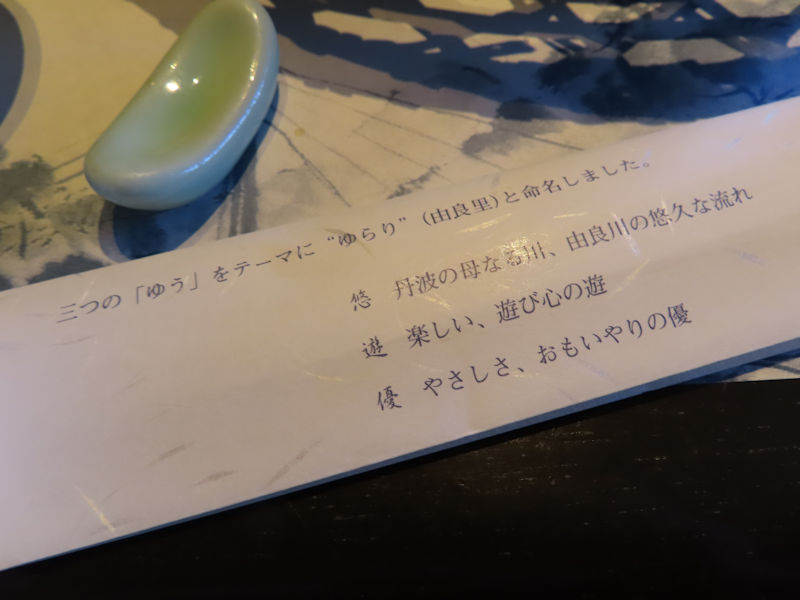 三つの「ゆう」をテーマに“ゆらり”（由良里）と命名しました。
悠 丹波の母なる川、由良川の悠久な流れ
遊 楽しい、遊び心の遊
優 やさしさ、おもいやりの優